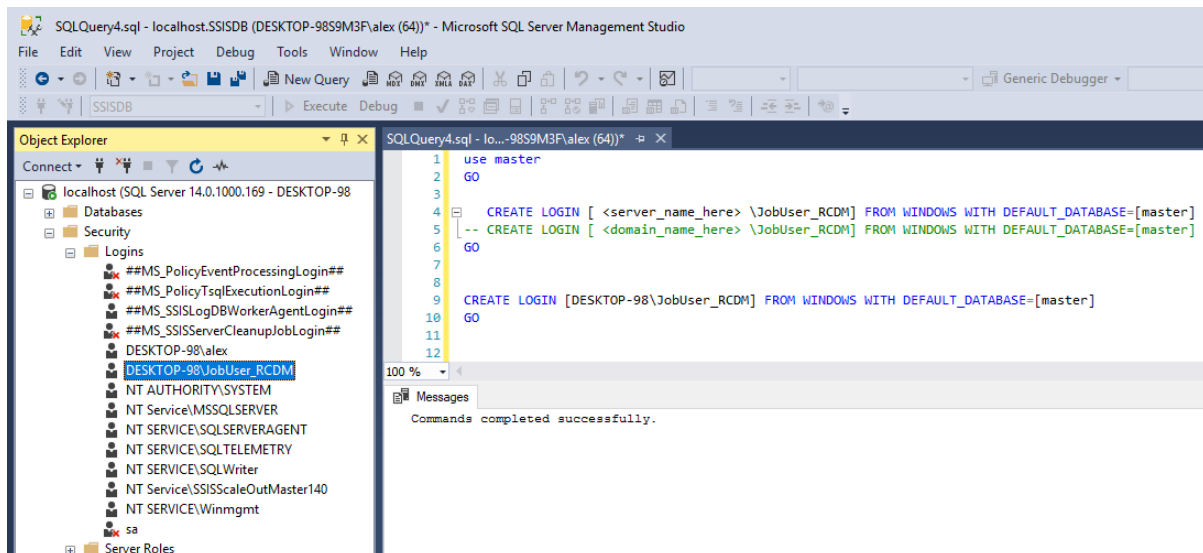 SQLQuery4.sql - localhost.SSISDB (DESKTOP-98S9M3F\alex (64))* - Microsoft SQL Server Management Studio
File Edit View Project Debug Tools Window Help
New Query MDX DMX XMLA DAX Generic Debugger
SSISDB Execute Debug
Object Explorer
Connect
localhost (SQL Server 14.0.1000.169 - DESKTOP-98
Databases
Security
Logins
##MS_PolicyEventProcessingLogin##
##MS_PolicyTsqlExecutionLogin##
##MS_SSISLogDBWorkerAgentLogin##
##MS_SSISServerCleanupJobLogin##
DESKTOP-98\alex
DESKTOP-98\JobUser_RCDM
NT AUTHORITY\SYSTEM
NT Service\MSSQLSERVER
NT SERVICE\SQLSERVERAGENT
NT SERVICE\SQLTELEMETRY
NT SERVICE\SQLWriter
NT Service\SSISScaleOutMaster140
NT SERVICE\Winmgmt
sa
Server Roles
SQLQuery4.sql - lo...-98S9M3F\alex (64))*
1 use master
2 GO
3
4 CREATE LOGIN [ <server_name_here> \JobUser_RCDM] FROM WINDOWS WITH DEFAULT_DATABASE=[master]
5 -- CREATE LOGIN [ <domain_name_here> \JobUser_RCDM] FROM WINDOWS WITH DEFAULT_DATABASE=[master]
6 GO
7
8
9 CREATE LOGIN [DESKTOP-98\JobUser_RCDM] FROM WINDOWS WITH DEFAULT_DATABASE=[master]
10 GO
11
12
100 %
Messages
Commands completed successfully.